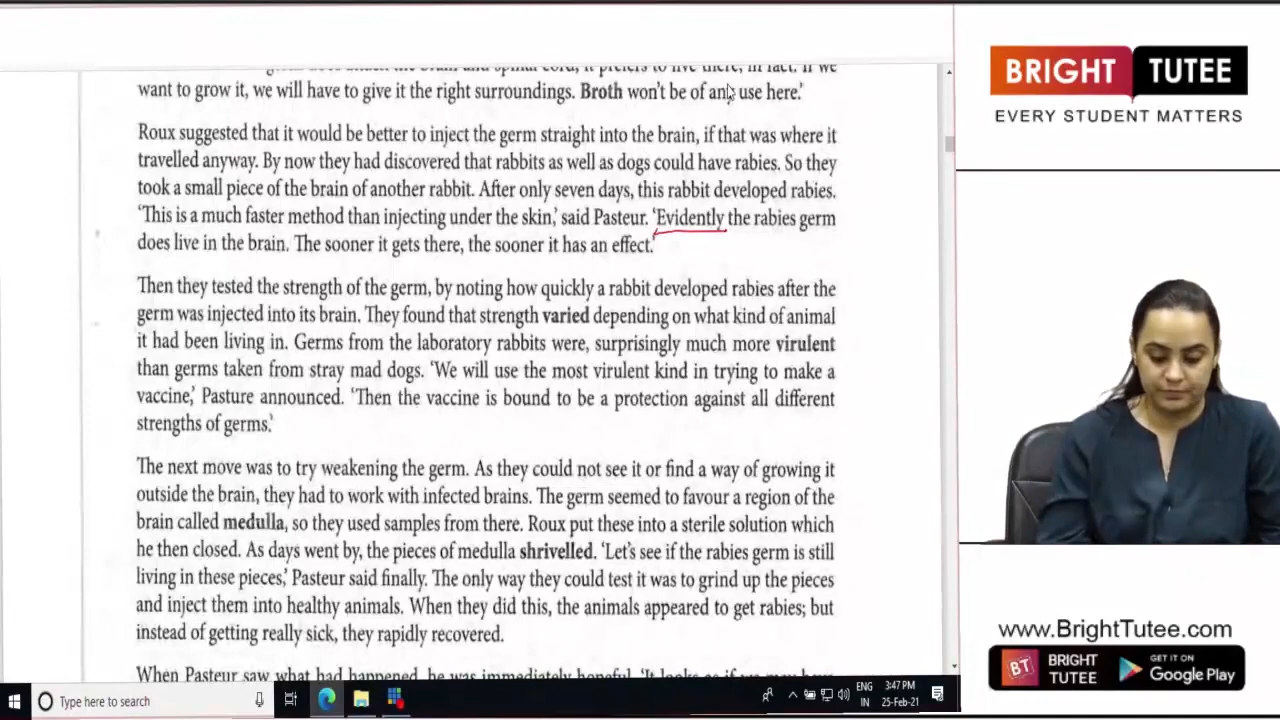 want to grow it, we will have to give it the right surroundings. Broth won't be of any use here.'
Roux suggested that it would be better to inject the germ straight into the brain, if that was where it
travelled anyway. By now they had discovered that rabbits as well as dogs could have rabies. So they
took a small piece of the brain of another rabbit. After only seven days, this rabbit developed rabies.
'This is a much faster method than injecting under the skin,' said Pasteur. 'Evidently the rabies germ
does live in the brain. The sooner it gets there, the sooner it has an effect.'
Then they tested the strength of the germ, by noting how quickly a rabbit developed rabies after the
germ was injected into its brain. They found that strength varied depending on what kind of animal
it had been living in. Germs from the laboratory rabbits were, surprisingly much more virulent
than germs taken from stray mad dogs. 'We will use the most virulent kind in trying to make a
vaccine,' Pasture announced. 'Then the vaccine is bound to be a protection against all different
strengths of germs.'
The next move was to try weakening the germ. As they could not see it or find a way of growing it
outside the brain, they had to work with infected brains. The germ seemed to favour a region of the
brain called medulla, so they used samples from there. Roux put these into a sterile solution which
he then closed. As days went by, the pieces of medulla shrivelled. 'Let's see if the rabies germ is still
living in these pieces,' Pasteur said finally. The only way they could test it was to grind up the pieces
and inject them into healthy animals. When they did this, the animals appeared to get rabies; but
instead of getting really sick, they rapidly recovered.
When Pasteur saw what had happened, he was immediately hopeful. 'It looks as if we may have
BRIGHT TUTEE
EVERY STUDENT MATTERS
www.BrightTutee.com
BT BRIGHT TUTEE
GET IT ON Google Play
Type here to search
ENG IN
3:47 PM
25-Feb-21